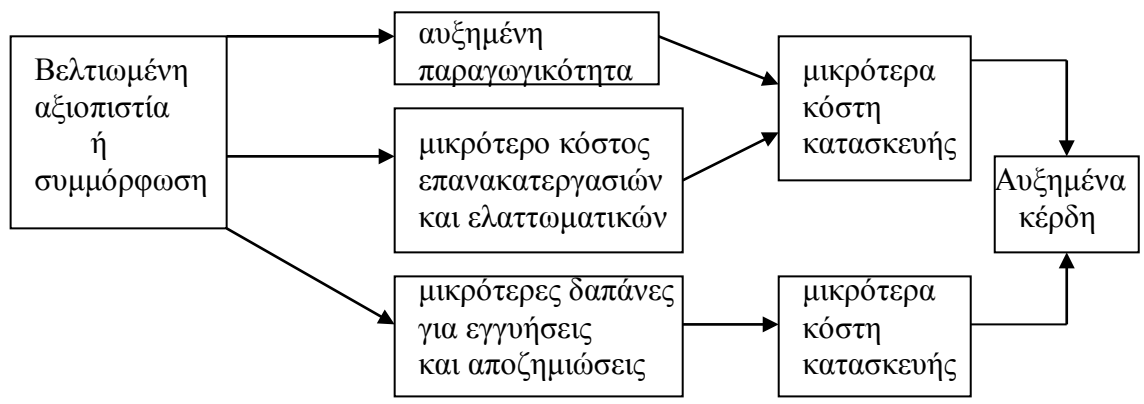 Βελτιωμένη
αξιοπιστία
ή
συμμόρφωση
αυξημένη
παραγωγικότητα
μικρότερο κόστος
επανακατεργασιών
και ελαττωματικών
μικρότερες δαπάνες
για εγγυήσεις
και αποζημιώσεις
μικρότερα
κόστη
κατασκευής
μικρότερα
κόστη
κατασκευής
Αυξημένα
κέρδη